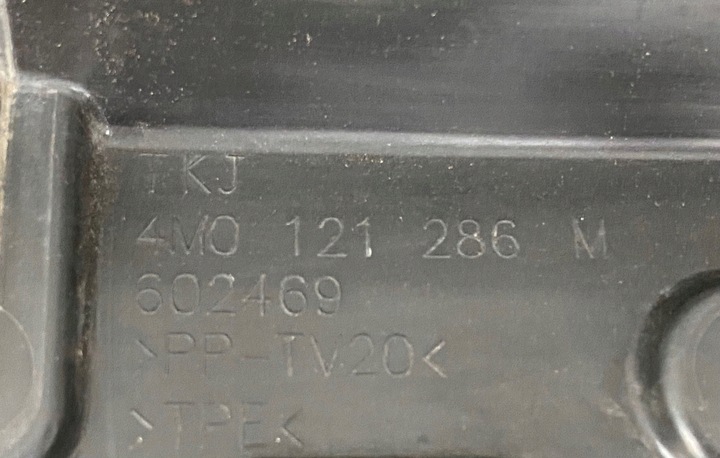 TKJ
4M0 121 286 M
602469
>PP-TV20<
>TPE<